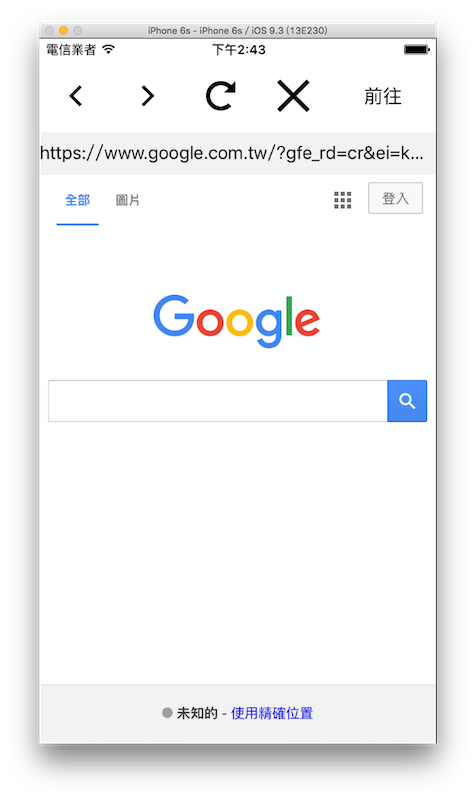 iPhone 6s - iPhone 6s / iOS 9.3 (13E230)
電信業者 下午2:43
前往
https://www.google.com.tw/?gfe_rd=cr&ei=k...
全部 圖片 登入
Google
未知的 - 使用精確位置